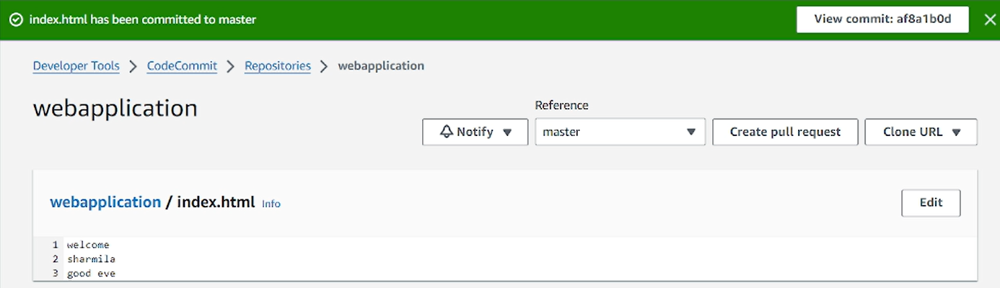 index.html has been committed to master
View commit: af8a1b0d
Developer Tools > CodeCommit > Repositories > webapplication
webapplication
Reference
Notify
master
Create pull request
Clone URL
webapplication / index.html Info
Edit
1 welcome
2 sharmila
3 good eve